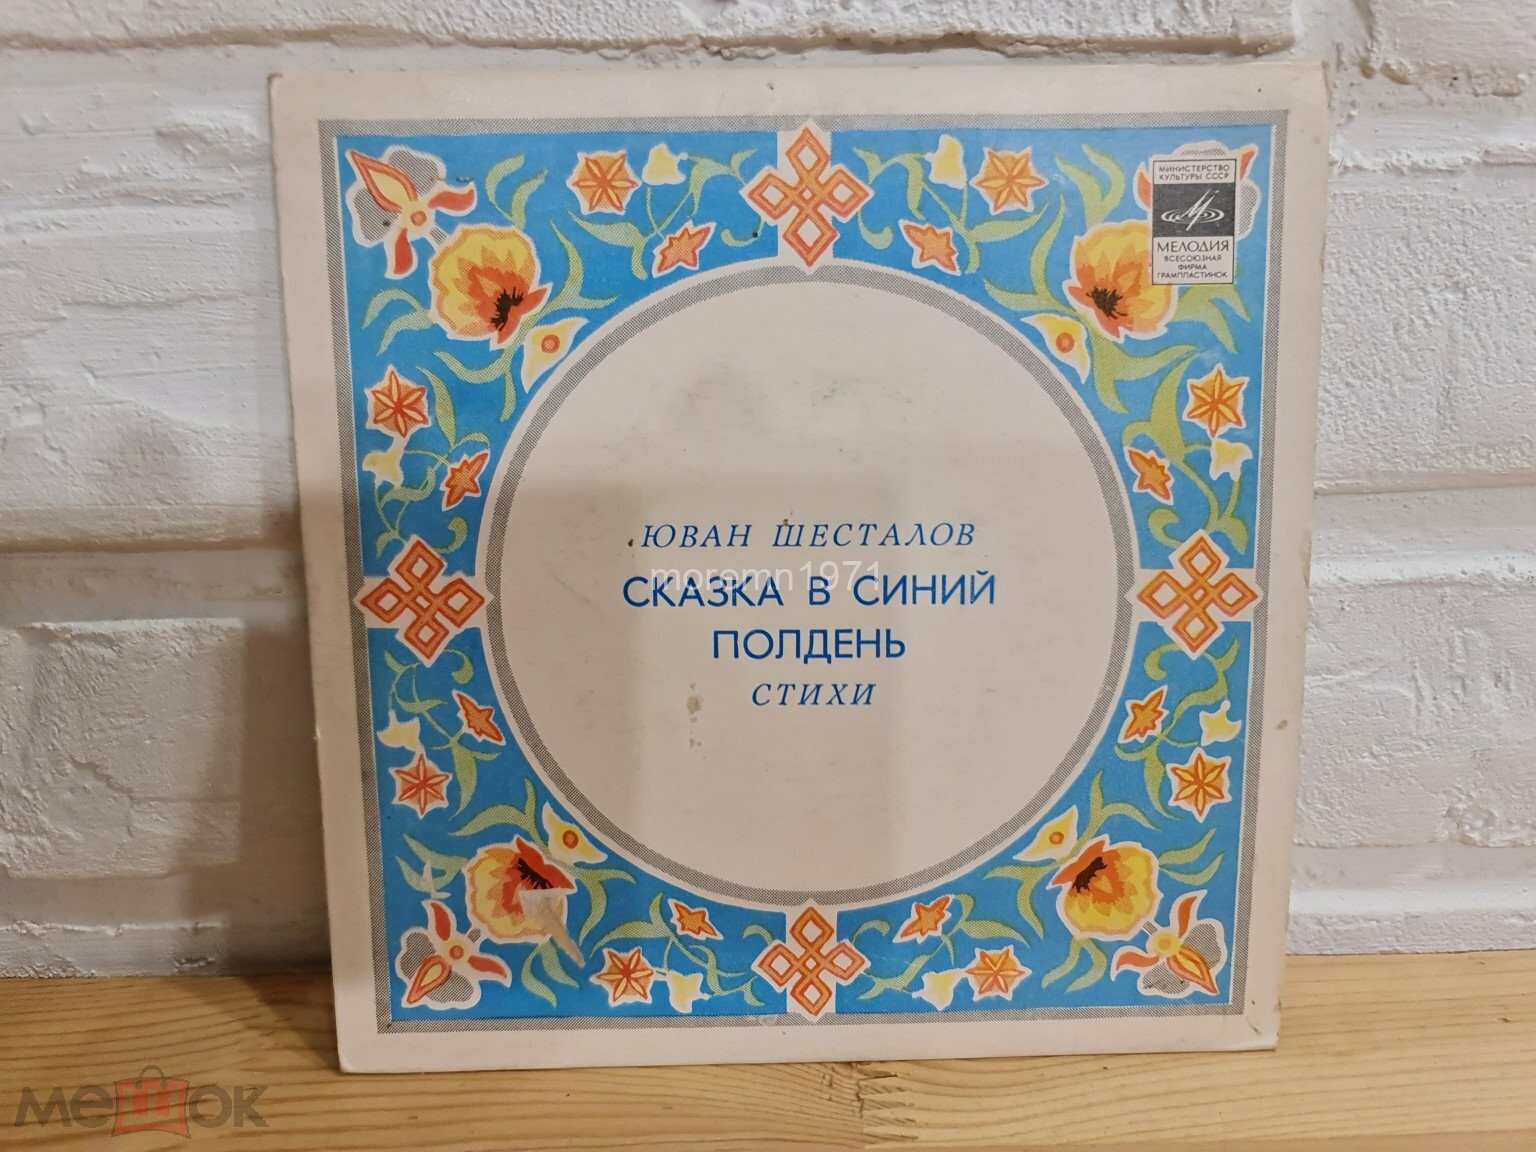 МИНИСТЕРСТВО
КУЛЬТУРЫ СССР
МЕЛОДИЯ
ВСЕСОЮЗНАЯ
ФИРМА
ГРАМПЛАСТИНОК
ЮВАН ШЕСТАЛОВ
СКАЗКА В СИНИЙ
moremn1971
ПОЛДЕНЬ
СТИХИ
мешок